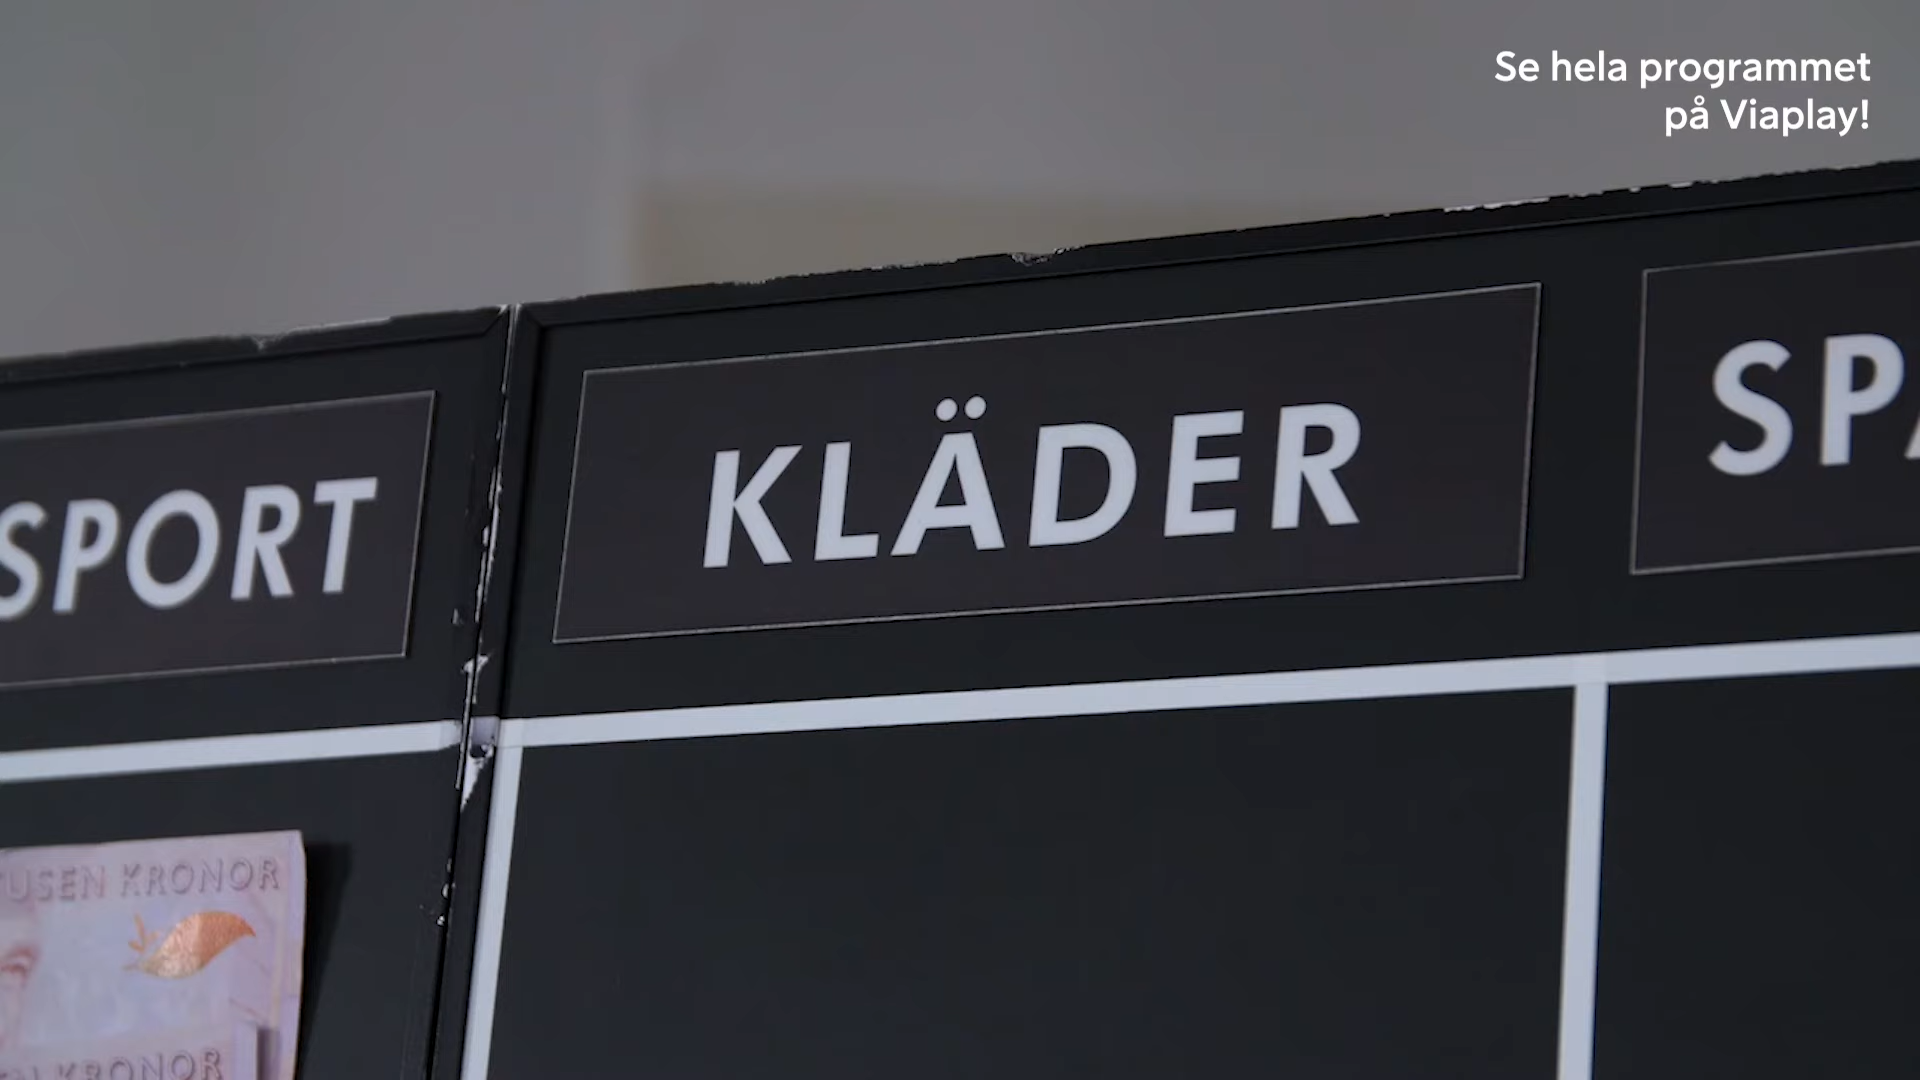 Se hela programmet
på Viaplay!
SPORT
KLÄDER
KRONOR
KRONOR